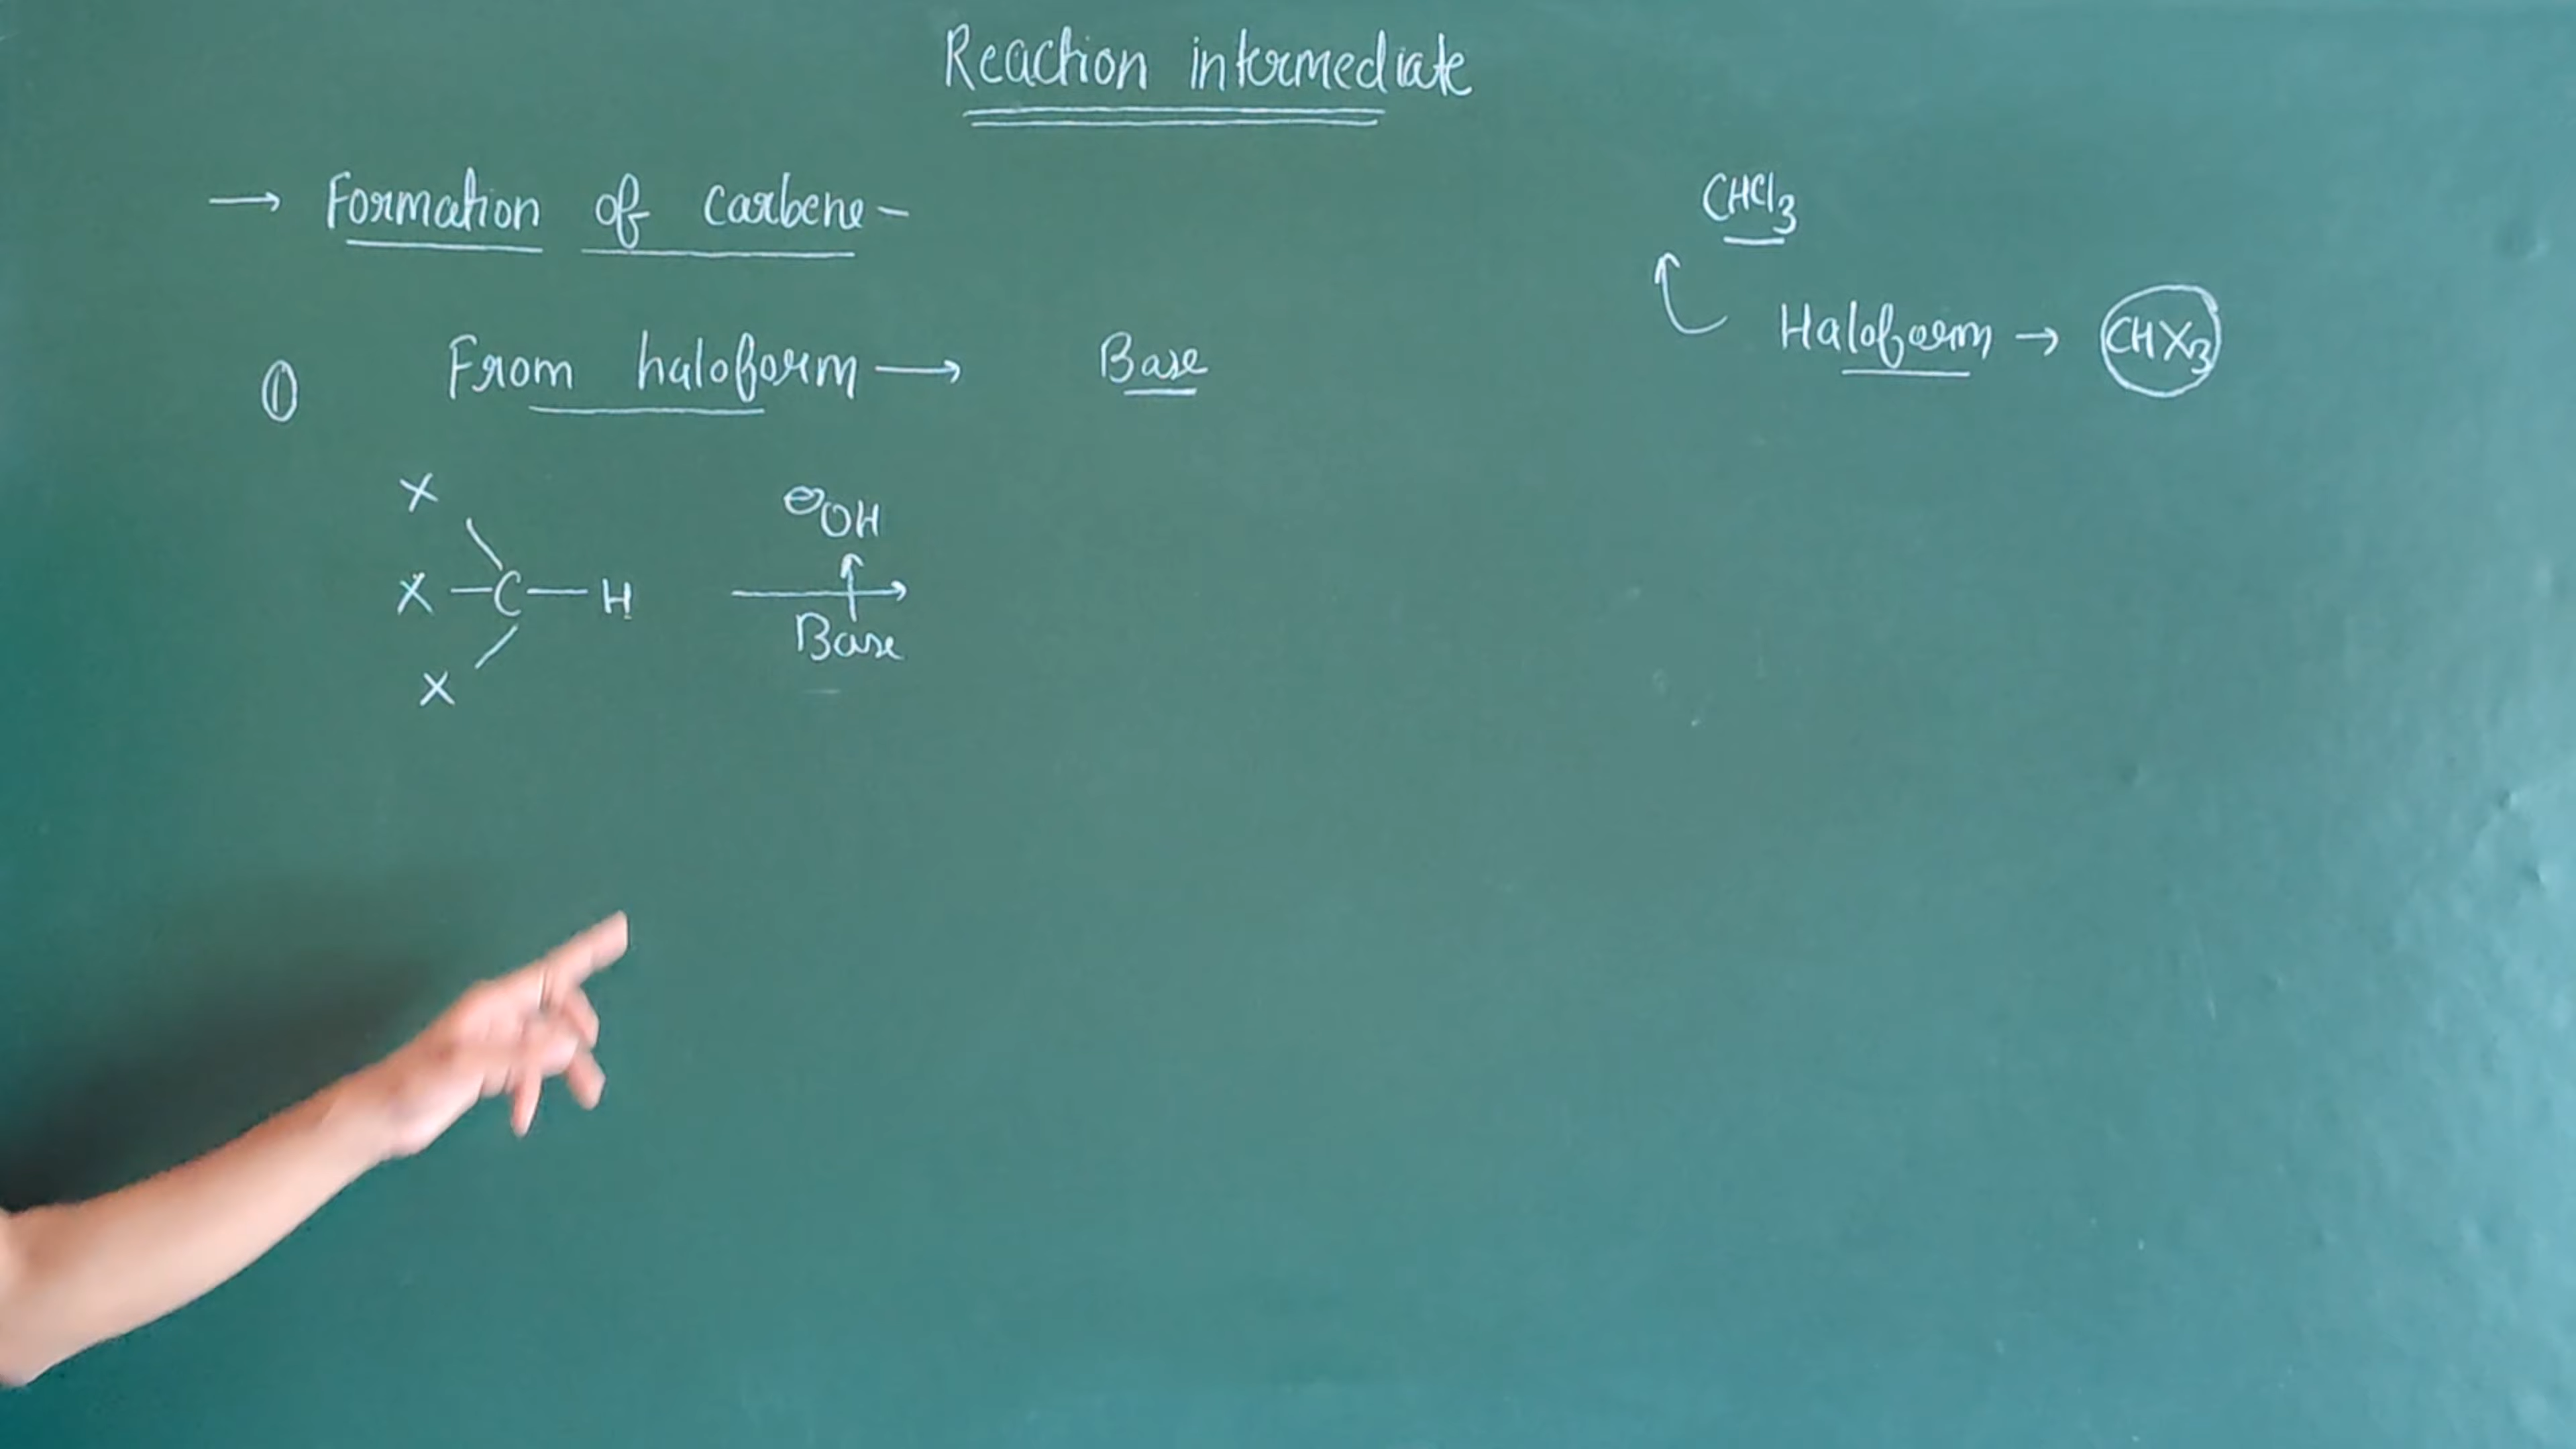 Reaction intermediate
→ Formation of carbene -
CHCl3
Haloform → CHX3
① From haloform → Base
X
X - C - H
X
⊖OH
Base